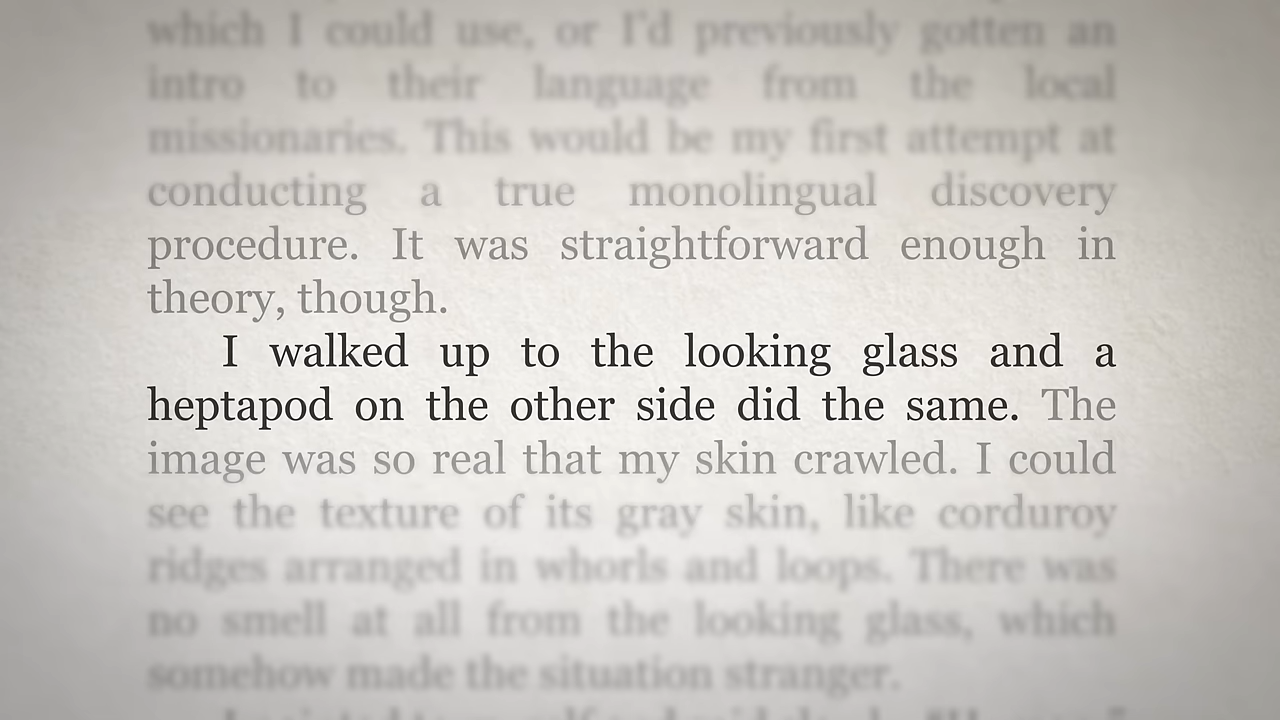 which I could use, or I'd previously gotten an
intro to their language from the local
missionaries. This would be my first attempt at
conducting a true monolingual discovery
procedure. It was straightforward enough in
theory, though.
I walked up to the looking glass and a
heptapod on the other side did the same. The
image was so real that my skin crawled. I could
see the texture of its gray skin, like corduroy
ridges arranged in whorls and loops. There was
no smell at all from the looking glass, which
somehow made the situation stranger.